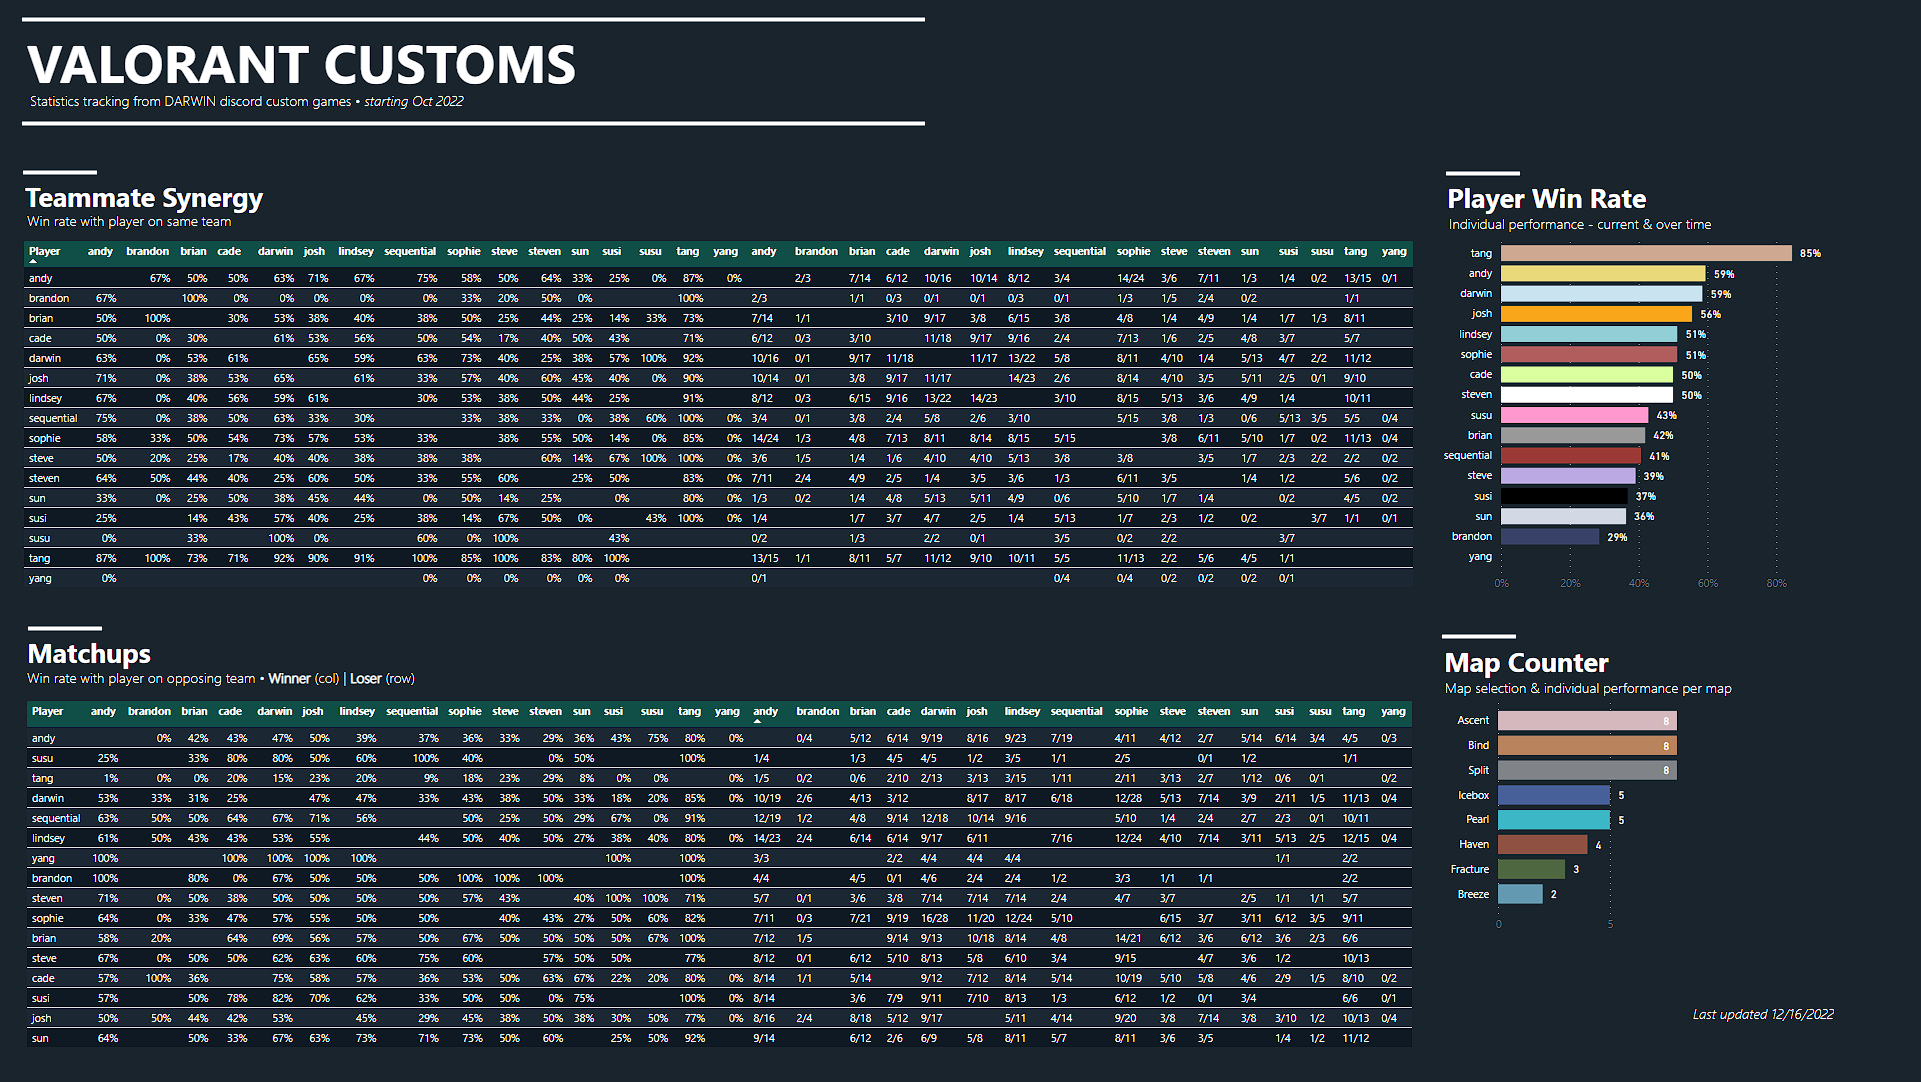 VALORANT CUSTOMS
Statistics tracking from DARWIN discord custom games • starting Oct 2022
Teammate Synergy
Win rate with player on same team
Player andy brandon brian cade darwin josh lindsey sequential sophie steve steven sun susi susu tang yang andy brandon brian cade darwin josh lindsey sequential sophie steve steven sun susi susu tang yang
andy 67% 50% 50% 63% 71% 67% 75% 58% 50% 64% 33% 25% 0% 87% 0% 2/3 7/14 6/12 10/16 10/14 8/12 3/4 14/24 3/6 7/11 1/3 1/4 0/2 13/15 0/1
brandon 67% 100% 0% 0% 0% 0% 0% 33% 20% 50% 0% 100% 2/3 1/1 0/3 0/1 0/1 0/3 0/1 1/3 1/5 2/4 0/2 1/1
brian 50% 100% 30% 53% 38% 40% 38% 50% 25% 44% 25% 14% 33% 73% 7/14 1/1 3/10 9/17 3/8 6/15 3/8 4/8 1/4 4/9 1/4 1/7 1/3 8/11
cade 50% 0% 30% 61% 53% 56% 50% 54% 17% 40% 50% 43% 71% 6/12 0/3 3/10 11/18 9/17 9/16 2/4 7/13 1/6 2/5 4/8 3/7 5/7
darwin 63% 0% 53% 61% 65% 59% 63% 73% 40% 25% 38% 57% 100% 92% 10/16 0/1 9/17 11/18 11/17 13/22 5/8 8/11 4/10 1/4 5/13 4/7 2/2 11/12
josh 71% 0% 38% 53% 65% 61% 33% 57% 40% 60% 45% 40% 0% 90% 10/14 0/1 3/8 9/17 11/17 14/23 2/6 8/14 4/10 3/5 5/11 2/5 0/1 9/10
lindsey 67% 0% 40% 56% 59% 61% 30% 53% 38% 50% 44% 25% 91% 8/12 0/3 6/15 9/16 13/22 14/23 3/10 8/15 5/13 3/6 4/9 1/4 10/11
sequential 75% 0% 38% 50% 63% 33% 30% 33% 38% 33% 0% 38% 60% 100% 0% 3/4 0/1 3/8 2/4 5/8 2/6 3/10 5/15 3/8 1/3 0/6 5/13 3/5 5/5 0/4
sophie 58% 33% 50% 54% 73% 57% 53% 33% 38% 55% 50% 14% 0% 85% 0% 14/24 1/3 4/8 7/13 8/11 8/14 8/15 5/15 3/8 6/11 5/10 1/7 0/2 11/13 0/4
steve 50% 20% 25% 17% 40% 40% 38% 38% 38% 60% 14% 67% 100% 100% 0% 3/6 1/5 1/4 1/6 4/10 4/10 5/13 3/8 3/8 3/5 1/7 2/3 2/2 2/2 0/2
steven 64% 50% 44% 40% 25% 60% 50% 33% 55% 60% 25% 50% 83% 0% 7/11 2/4 4/9 2/5 1/4 3/5 3/6 1/3 6/11 3/5 1/4 1/2 5/6 0/2
sun 33% 0% 25% 50% 38% 45% 44% 0% 50% 14% 25% 0% 80% 0% 1/3 0/2 1/4 4/8 5/13 5/11 4/9 0/6 5/10 1/7 1/4 0/2 4/5 0/2
susi 25% 14% 43% 57% 40% 25% 38% 14% 67% 50% 0% 43% 100% 0% 1/4 1/7 3/7 4/7 2/5 1/4 5/13 1/7 2/3 1/2 0/2 3/7 1/1 0/1
susu 0% 33% 100% 0% 60% 0% 100% 43% 0/2 1/3 2/2 0/1 3/5 0/2 2/2 3/7
tang 87% 100% 73% 71% 92% 90% 91% 100% 85% 100% 83% 80% 100% 13/15 1/1 8/11 5/7 11/12 9/10 10/11 5/5 11/13 2/2 5/6 4/5 1/1
yang 0% 0% 0% 0% 0% 0% 0% 0/1 0/4 0/4 0/2 0/2 0/2 0/1
Player Win Rate
Individual performance - current & over time
tang 85%
andy 59%
darwin 59%
josh 56%
lindsey 51%
sophie 51%
cade 50%
steven 50%
susu 43%
brian 42%
sequential 41%
steve 39%
susi 37%
sun 36%
brandon 29%
yang
0% 20% 40% 60% 80%
Matchups
Win rate with player on opposing team • Winner (col) | Loser (row)
Player andy brandon brian cade darwin josh lindsey sequential sophie steve steven sun susi susu tang yang andy brandon brian cade darwin josh lindsey sequential sophie steve steven sun susi susu tang yang
andy 0% 42% 43% 47% 50% 39% 37% 36% 33% 29% 36% 43% 75% 80% 0% 0/4 5/12 6/14 9/19 8/16 9/23 7/19 4/11 4/12 2/7 5/14 6/14 3/4 4/5 0/3
susu 25% 33% 80% 80% 50% 60% 100% 40% 0% 50% 100% 1/4 1/3 4/5 4/5 1/2 3/5 1/1 2/5 0/1 1/2 1/1
tang 1% 0% 0% 20% 15% 23% 20% 9% 18% 23% 29% 8% 0% 0% 0% 1/5 0/2 0/6 2/10 2/13 3/13 3/15 1/11 2/11 3/13 2/7 1/12 0/6 0/1 0/2
darwin 53% 33% 31% 25% 47% 47% 33% 43% 38% 50% 33% 18% 20% 85% 0% 10/19 2/6 4/13 3/12 8/17 8/17 6/18 12/28 5/13 7/14 3/9 2/11 1/5 11/13 0/4
sequential 63% 50% 50% 64% 67% 71% 56% 50% 25% 50% 29% 67% 0% 91% 12/19 1/2 4/8 9/14 12/18 10/14 9/16 5/10 1/4 2/4 2/7 2/3 0/1 10/11
lindsey 61% 50% 43% 43% 53% 55% 44% 50% 40% 50% 27% 38% 40% 80% 0% 14/23 2/4 6/14 6/14 9/17 6/11 7/16 12/24 4/10 7/14 3/11 5/13 2/5 12/15 0/4
yang 100% 100% 100% 100% 100% 100% 100% 3/3 2/2 4/4 4/4 4/4 1/1 2/2
brandon 100% 80% 0% 67% 50% 50% 50% 100% 100% 100% 100% 4/4 4/5 0/1 4/6 2/4 2/4 1/2 3/3 1/1 1/1 2/2
steven 71% 0% 50% 38% 50% 50% 50% 50% 57% 43% 40% 100% 100% 71% 5/7 0/1 3/6 3/8 7/14 7/14 7/14 2/4 4/7 3/7 2/5 1/1 1/1 5/7
sophie 64% 0% 33% 47% 57% 55% 50% 50% 40% 43% 27% 50% 60% 82% 7/11 0/3 7/21 9/19 16/28 11/20 12/24 5/10 6/15 3/7 3/11 6/12 3/5 9/11
brian 58% 20% 64% 69% 56% 57% 50% 67% 50% 50% 50% 50% 67% 100% 7/12 1/5 9/14 9/13 10/18 8/14 4/8 14/21 6/12 3/6 6/12 3/6 2/3 6/6
steve 67% 0% 50% 50% 62% 63% 60% 75% 60% 57% 50% 50% 77% 8/12 0/1 6/12 5/10 8/13 5/8 6/10 3/4 9/15 4/7 3/6 1/2 10/13
cade 57% 100% 36% 75% 58% 57% 36% 53% 50% 63% 67% 22% 20% 80% 0% 8/14 1/1 5/14 9/12 7/12 8/14 5/14 10/19 5/10 5/8 4/6 2/9 1/5 8/10 0/2
susi 57% 50% 78% 82% 70% 62% 33% 50% 50% 0% 75% 100% 0% 8/14 3/6 7/9 9/11 7/10 8/13 1/3 6/12 1/2 0/1 3/4 6/6 0/1
josh 50% 50% 44% 42% 53% 45% 29% 45% 38% 50% 38% 30% 50% 77% 0% 8/16 2/4 8/18 5/12 9/17 5/11 4/14 9/20 3/8 7/14 3/8 3/10 1/2 10/13 0/4
sun 64% 50% 33% 67% 63% 73% 71% 73% 50% 60% 25% 50% 92% 9/14 6/12 2/6 6/9 5/8 8/11 5/7 8/11 3/6 3/5 1/4 1/2 11/12
Map Counter
Map selection & individual performance per map
Ascent 8
Bind 8
Split 8
Icebox 5
Pearl 5
Haven 4
Fracture 3
Breeze 2
0 5
Last updated 12/16/2022